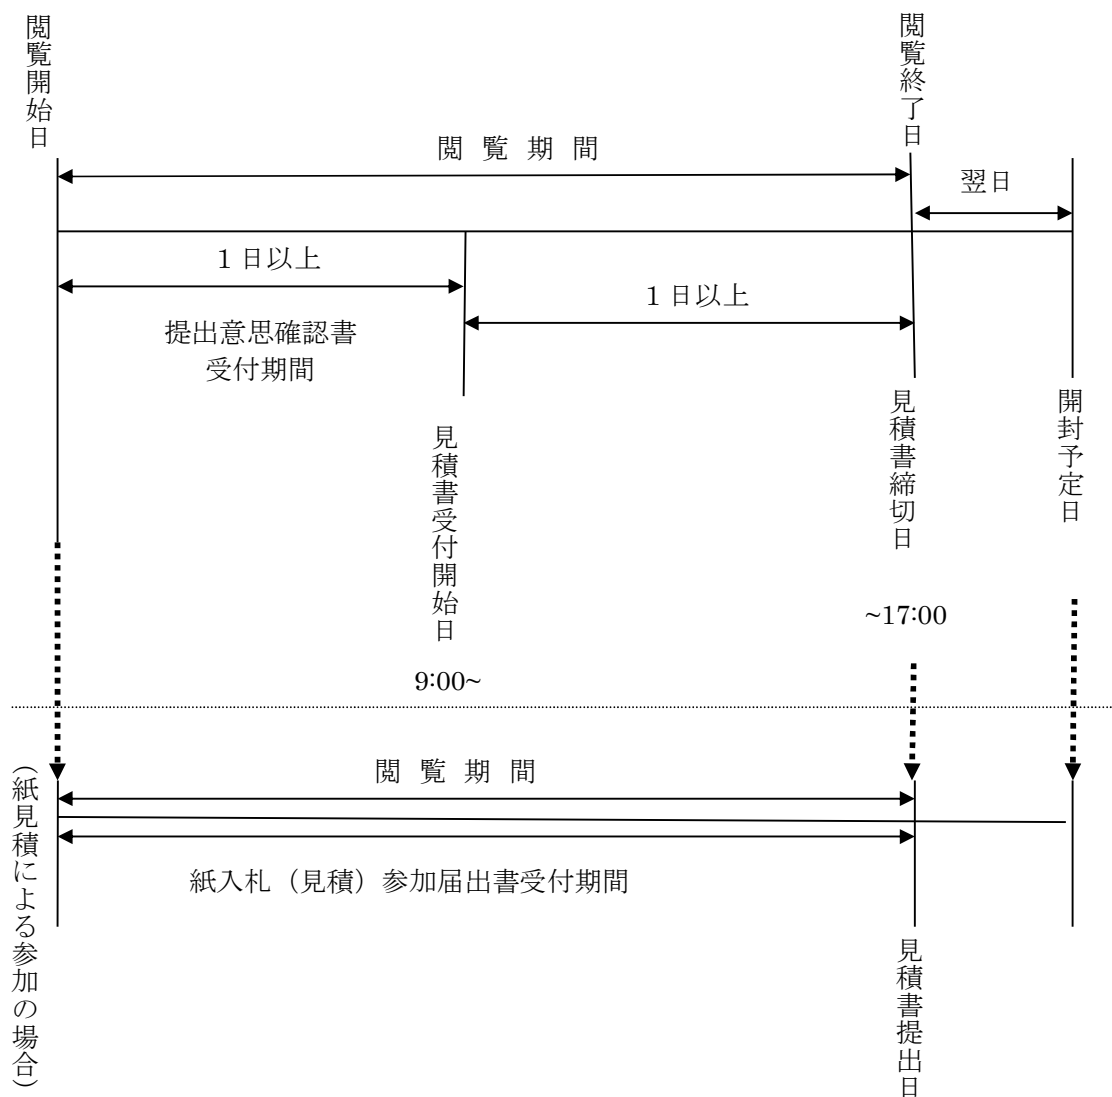 閲覧開始日
閲覧終了日
閲 覧 期 間
翌日
1日以上
1日以上
提出意思確認書
受付期間
見積書受付開始日
9:00~
見積書締切日
~17:00
開封予定日
（紙見積による参加の場合）
閲 覧 期 間
紙入札（見積）参加届出書受付期間
見積書提出日